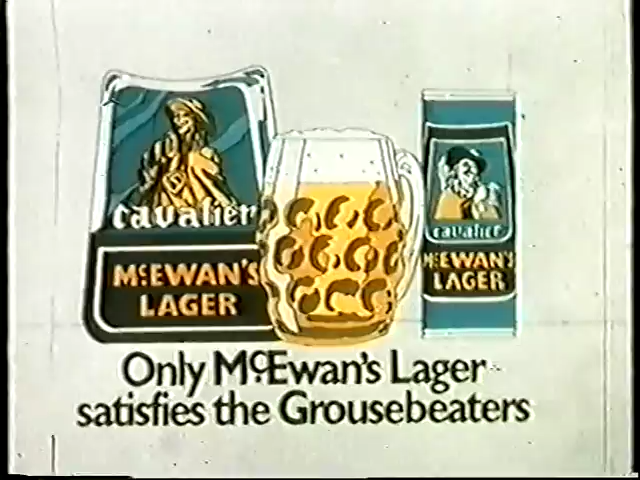 cavalier
McEWAN'S
LAGER
cavalier
McEWAN'S
LAGER
Only McEwan's Lager
satisfies the Grousebeaters